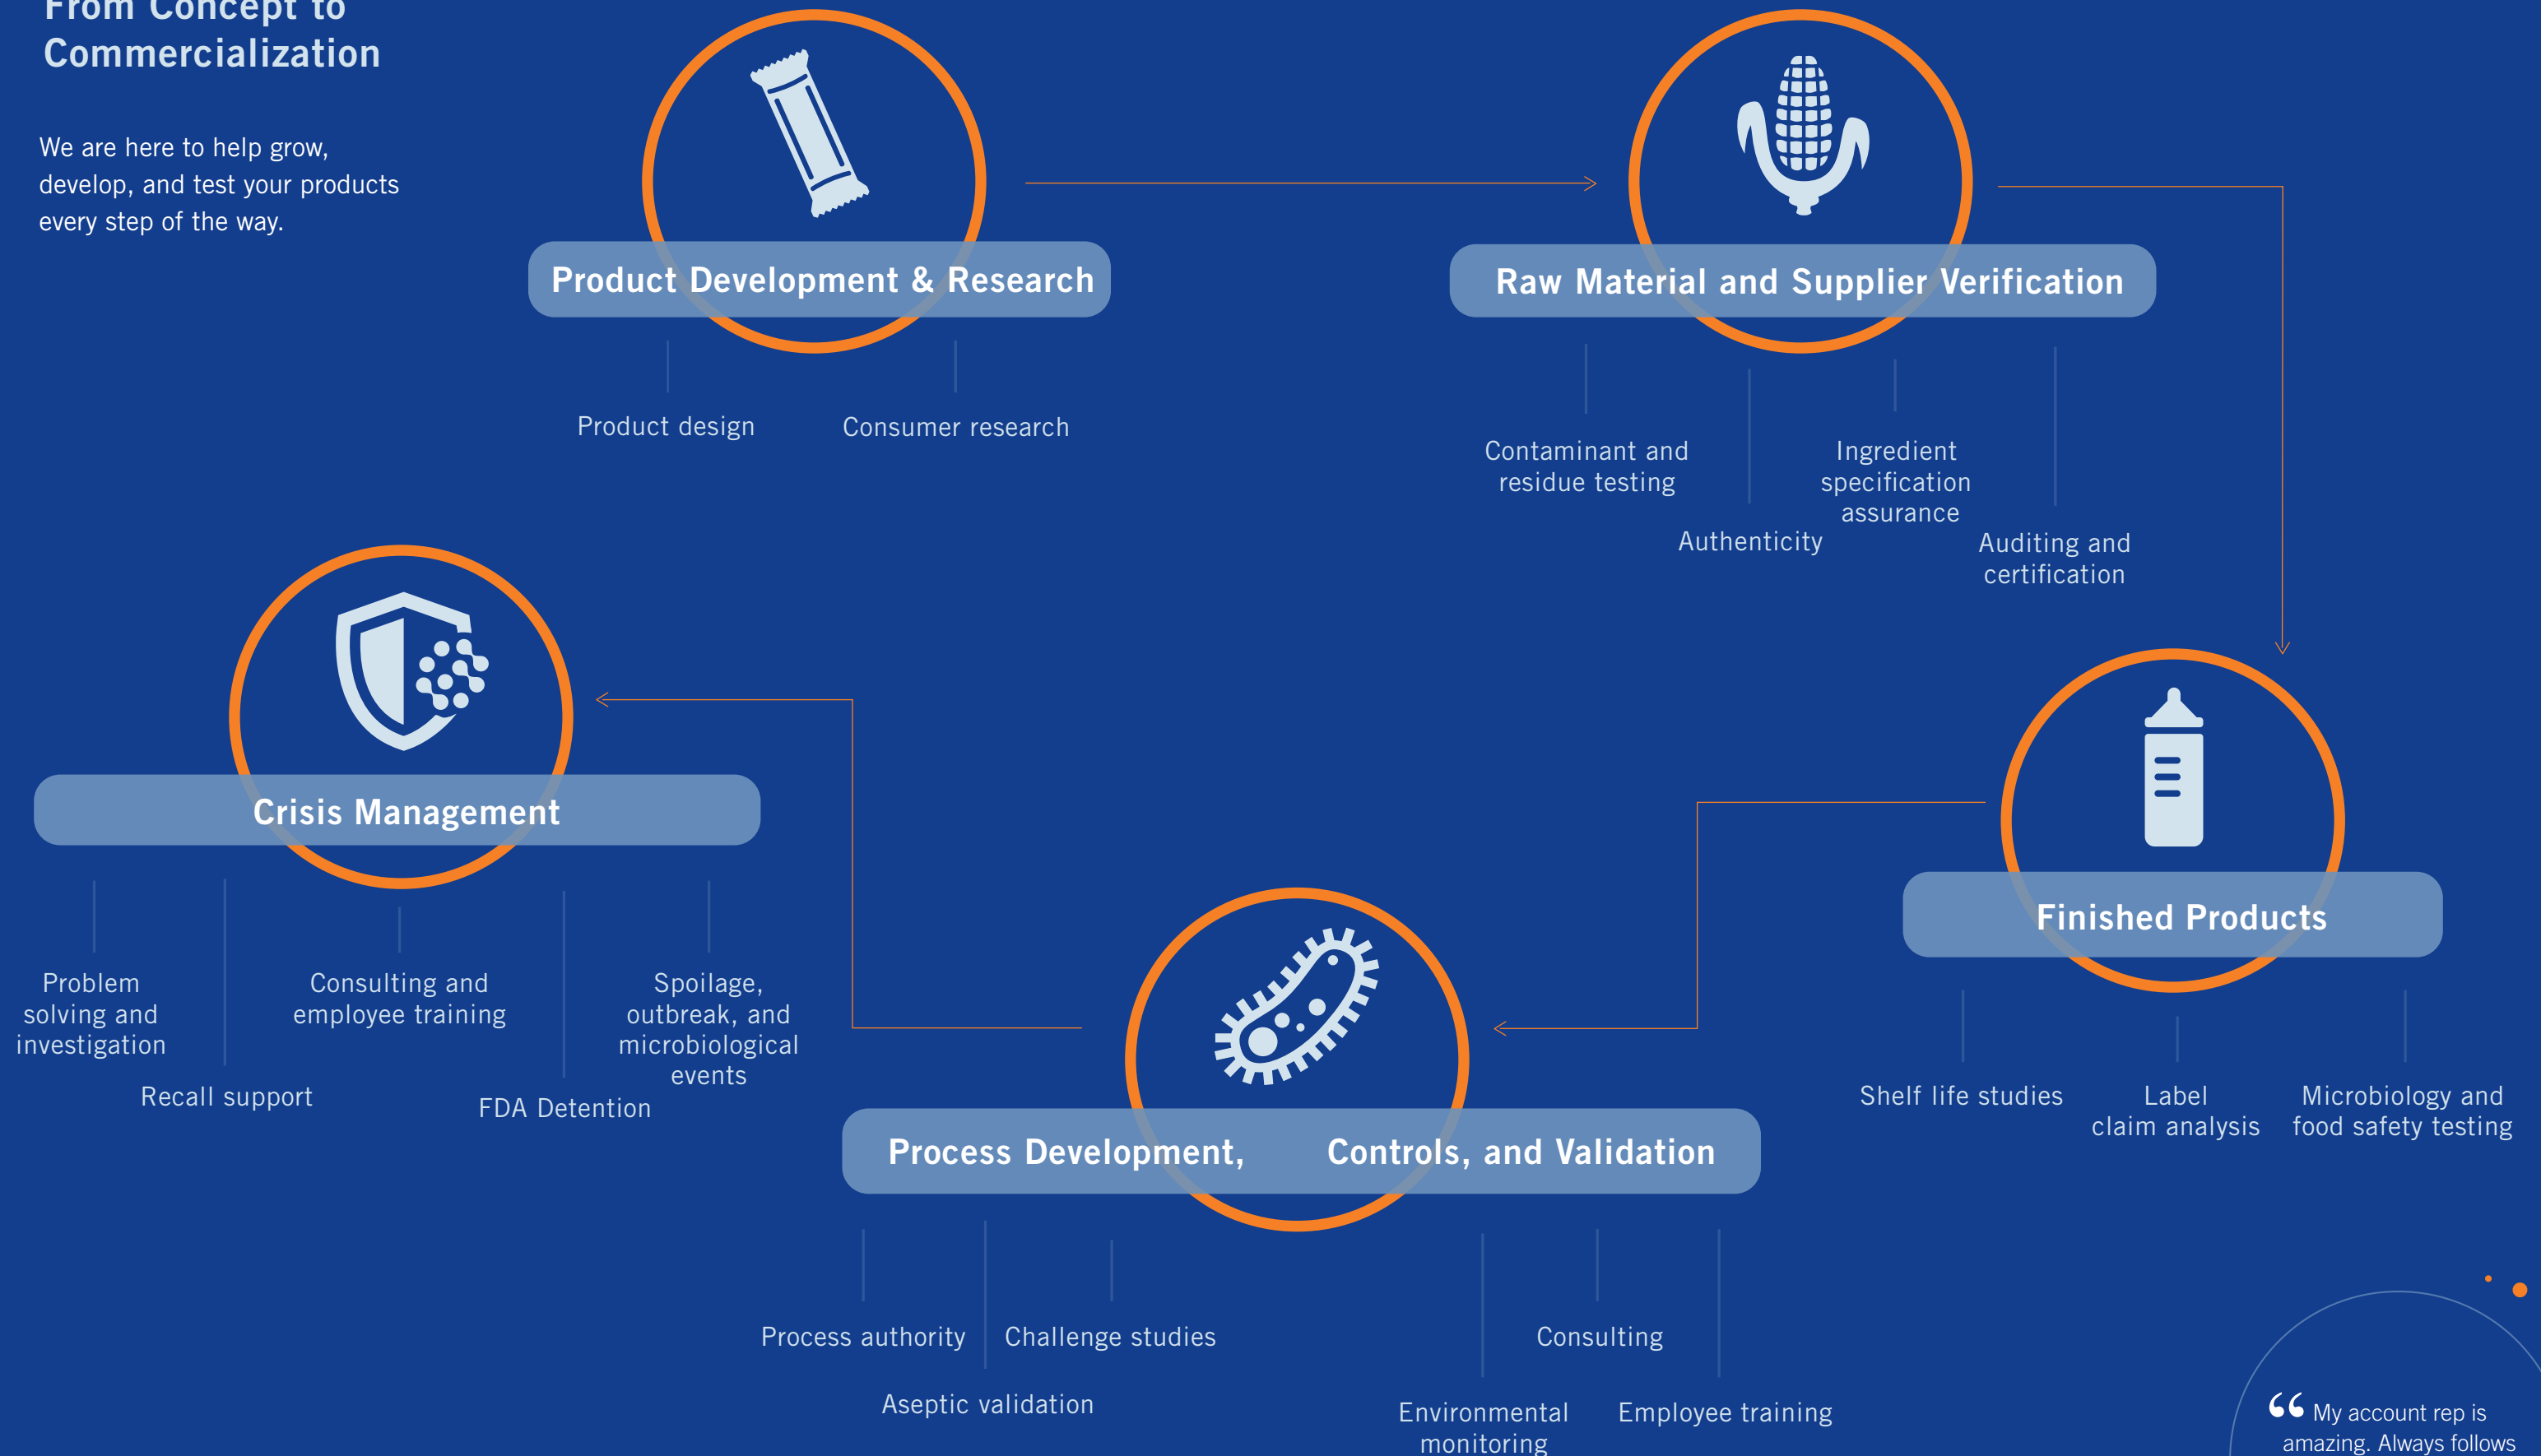 From Concept to
Commercialization
We are here to help grow,
develop, and test your products
every step of the way.
Product Development & Research
Product design
Consumer research
Raw Material and Supplier Verification
Contaminant and
residue testing
Authenticity
Ingredient
specification
assurance
Auditing and
certification
Finished Products
Shelf life studies
Label
claim analysis
Microbiology and
food safety testing
Process Development, Controls, and Validation
Process authority
Aseptic validation
Challenge studies
Environmental
monitoring
Consulting
Employee training
Crisis Management
Problem
solving and
investigation
Recall support
Consulting and
employee training
FDA Detention
Spoilage,
outbreak, and
microbiological
events
“ My account rep is
amazing. Always follows